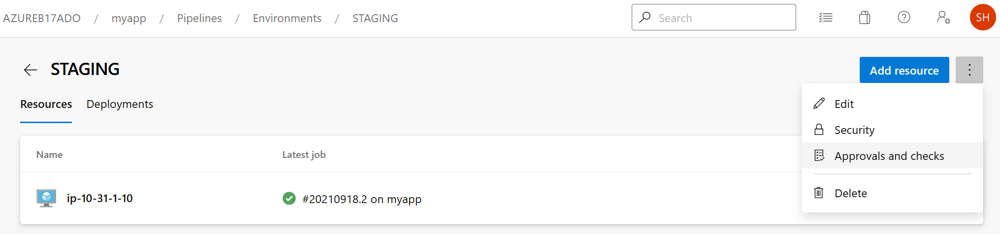 AZUREB17ADO / myapp / Pipelines / Environments / STAGING Search SH
STAGING Add resource
Resources Deployments
Edit
Security
Name Latest job
Approvals and checks
ip-10-31-1-10 #20210918.2 on myapp
Delete